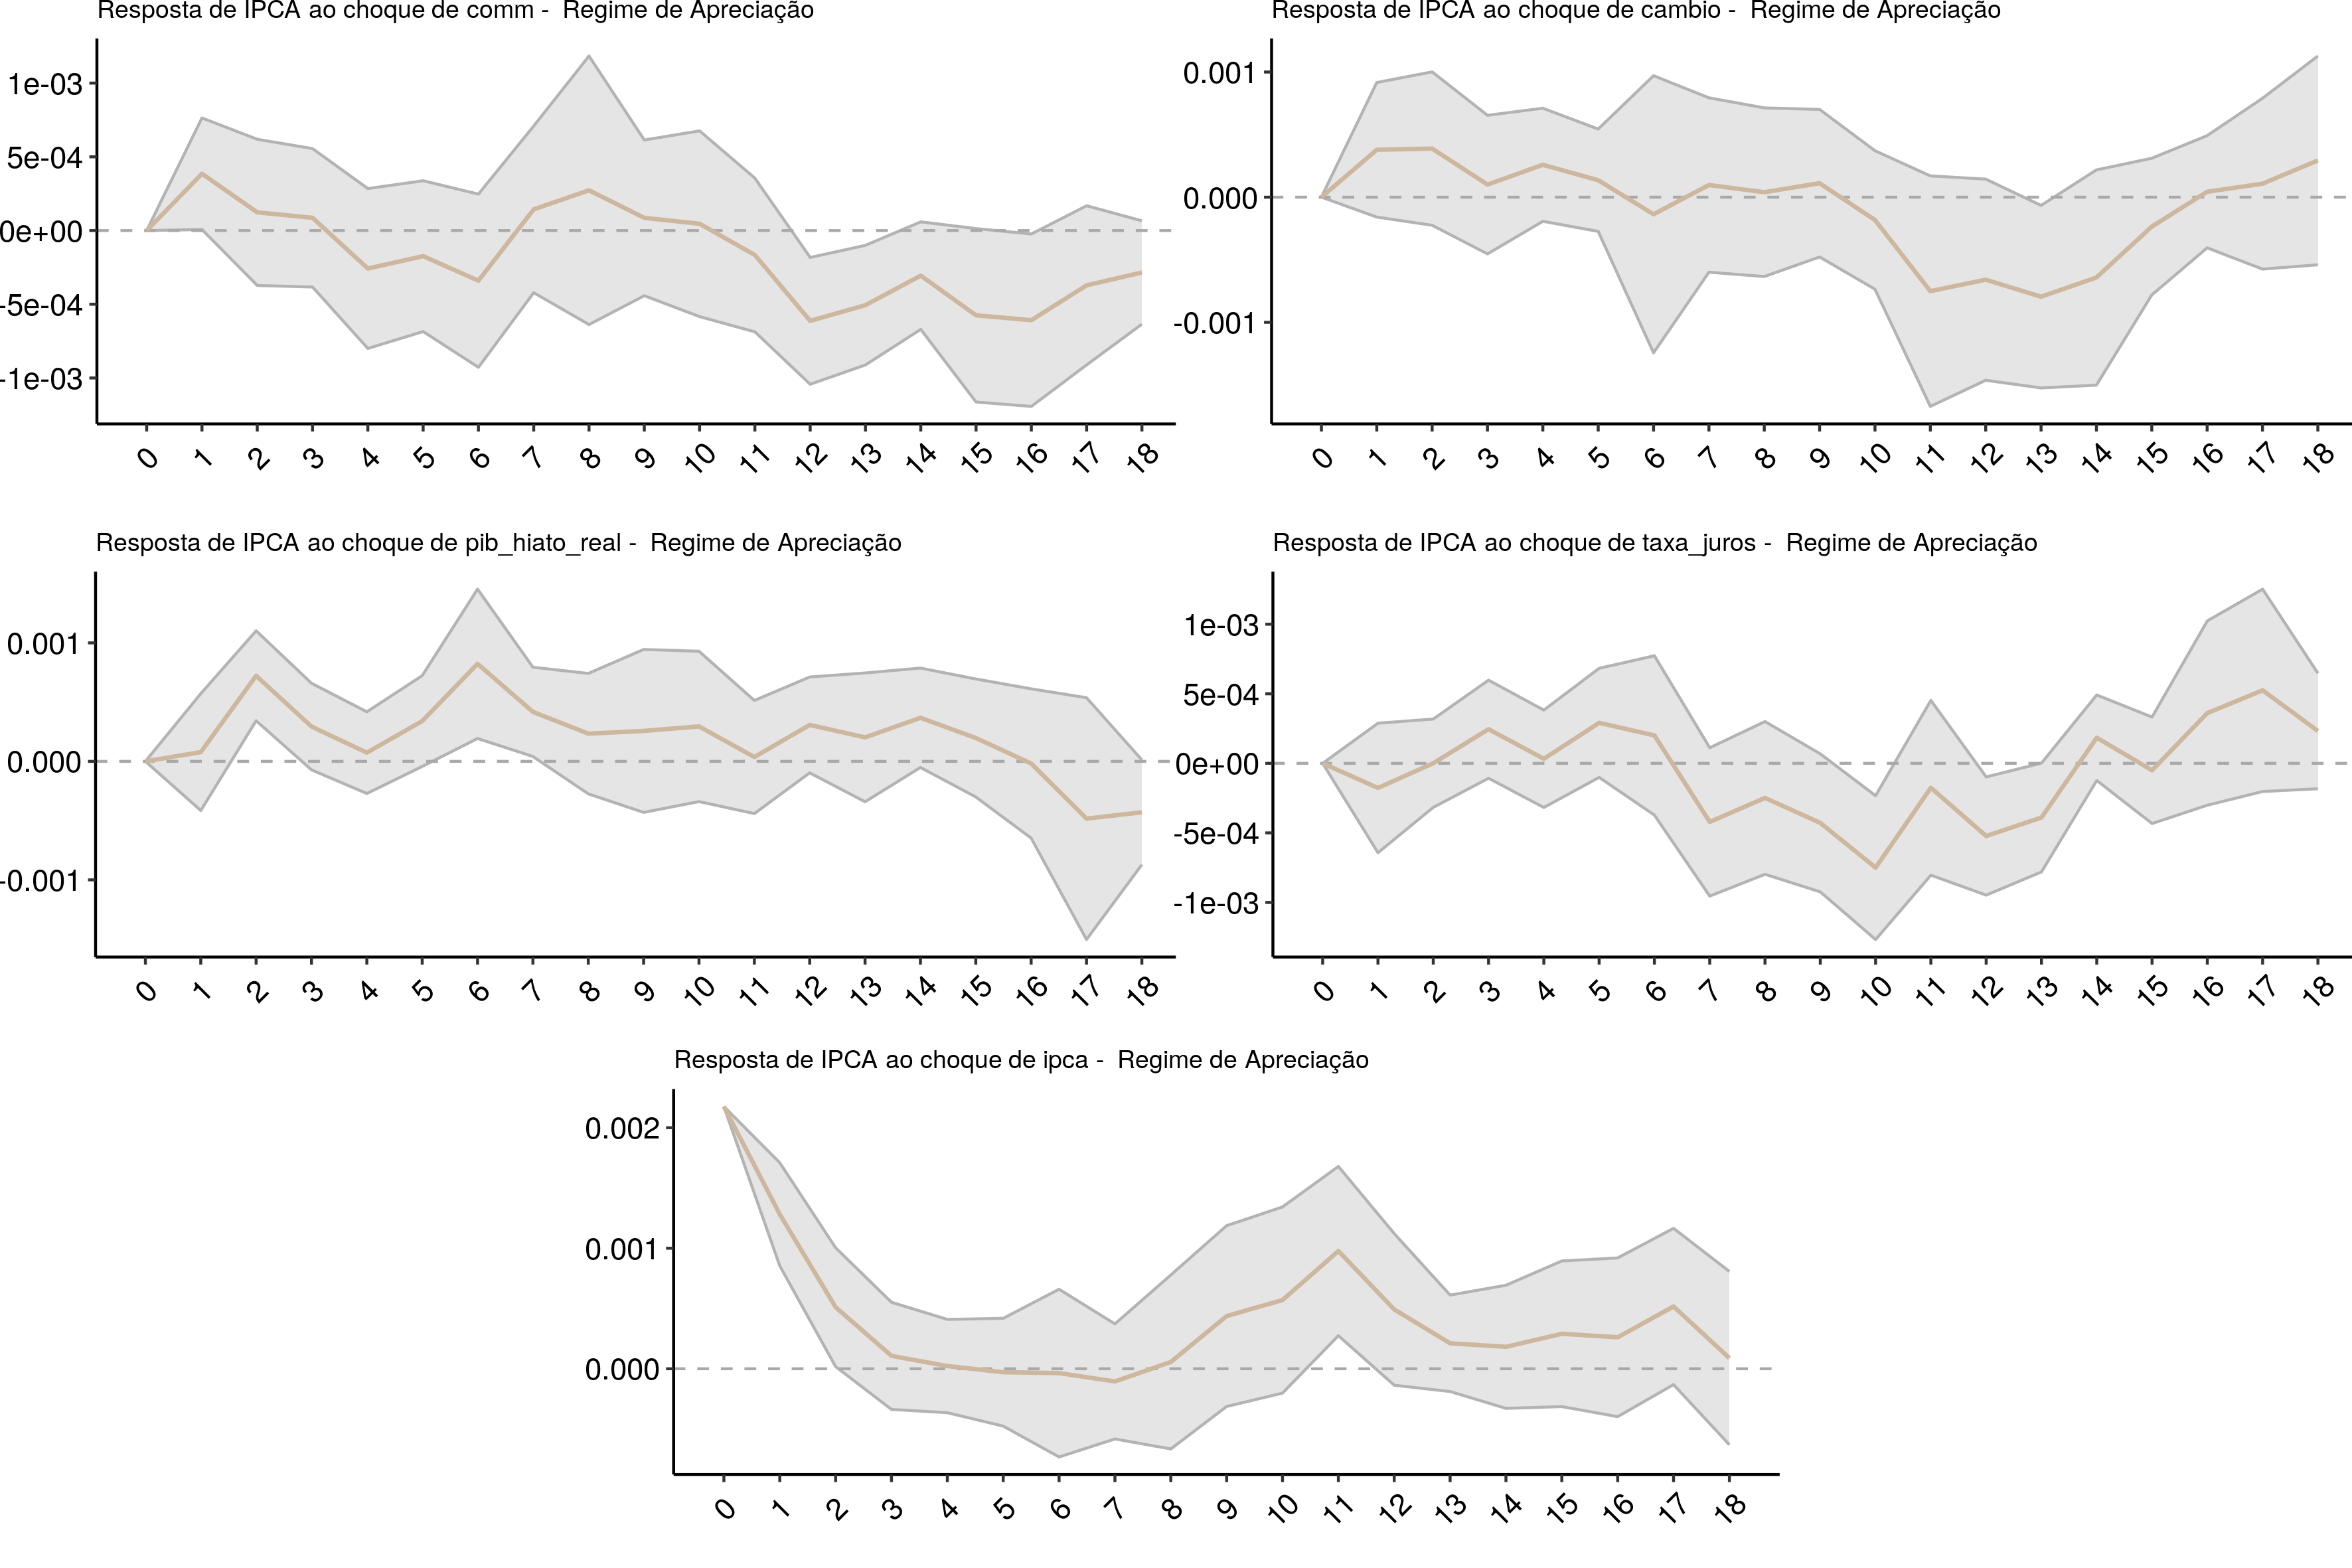 Resposta de IPCA ao choque de comm - Regime de Apreciação
1e-03
5e-04
0e+00
-5e-04
-1e-03
0 1 2 3 4 5 6 7 8 9 10 11 12 13 14 15 16 17 18
Resposta de IPCA ao choque de cambio - Regime de Apreciação
0.001
0.000
-0.001
0 1 2 3 4 5 6 7 8 9 10 11 12 13 14 15 16 17 18
Resposta de IPCA ao choque de pib_hiato_real - Regime de Apreciação
0.001
0.000
-0.001
0 1 2 3 4 5 6 7 8 9 10 11 12 13 14 15 16 17 18
Resposta de IPCA ao choque de taxa_juros - Regime de Apreciação
1e-03
5e-04
0e+00
-5e-04
-1e-03
0 1 2 3 4 5 6 7 8 9 10 11 12 13 14 15 16 17 18
Resposta de IPCA ao choque de ipca - Regime de Apreciação
0.002
0.001
0.000
0 1 2 3 4 5 6 7 8 9 10 11 12 13 14 15 16 17 18